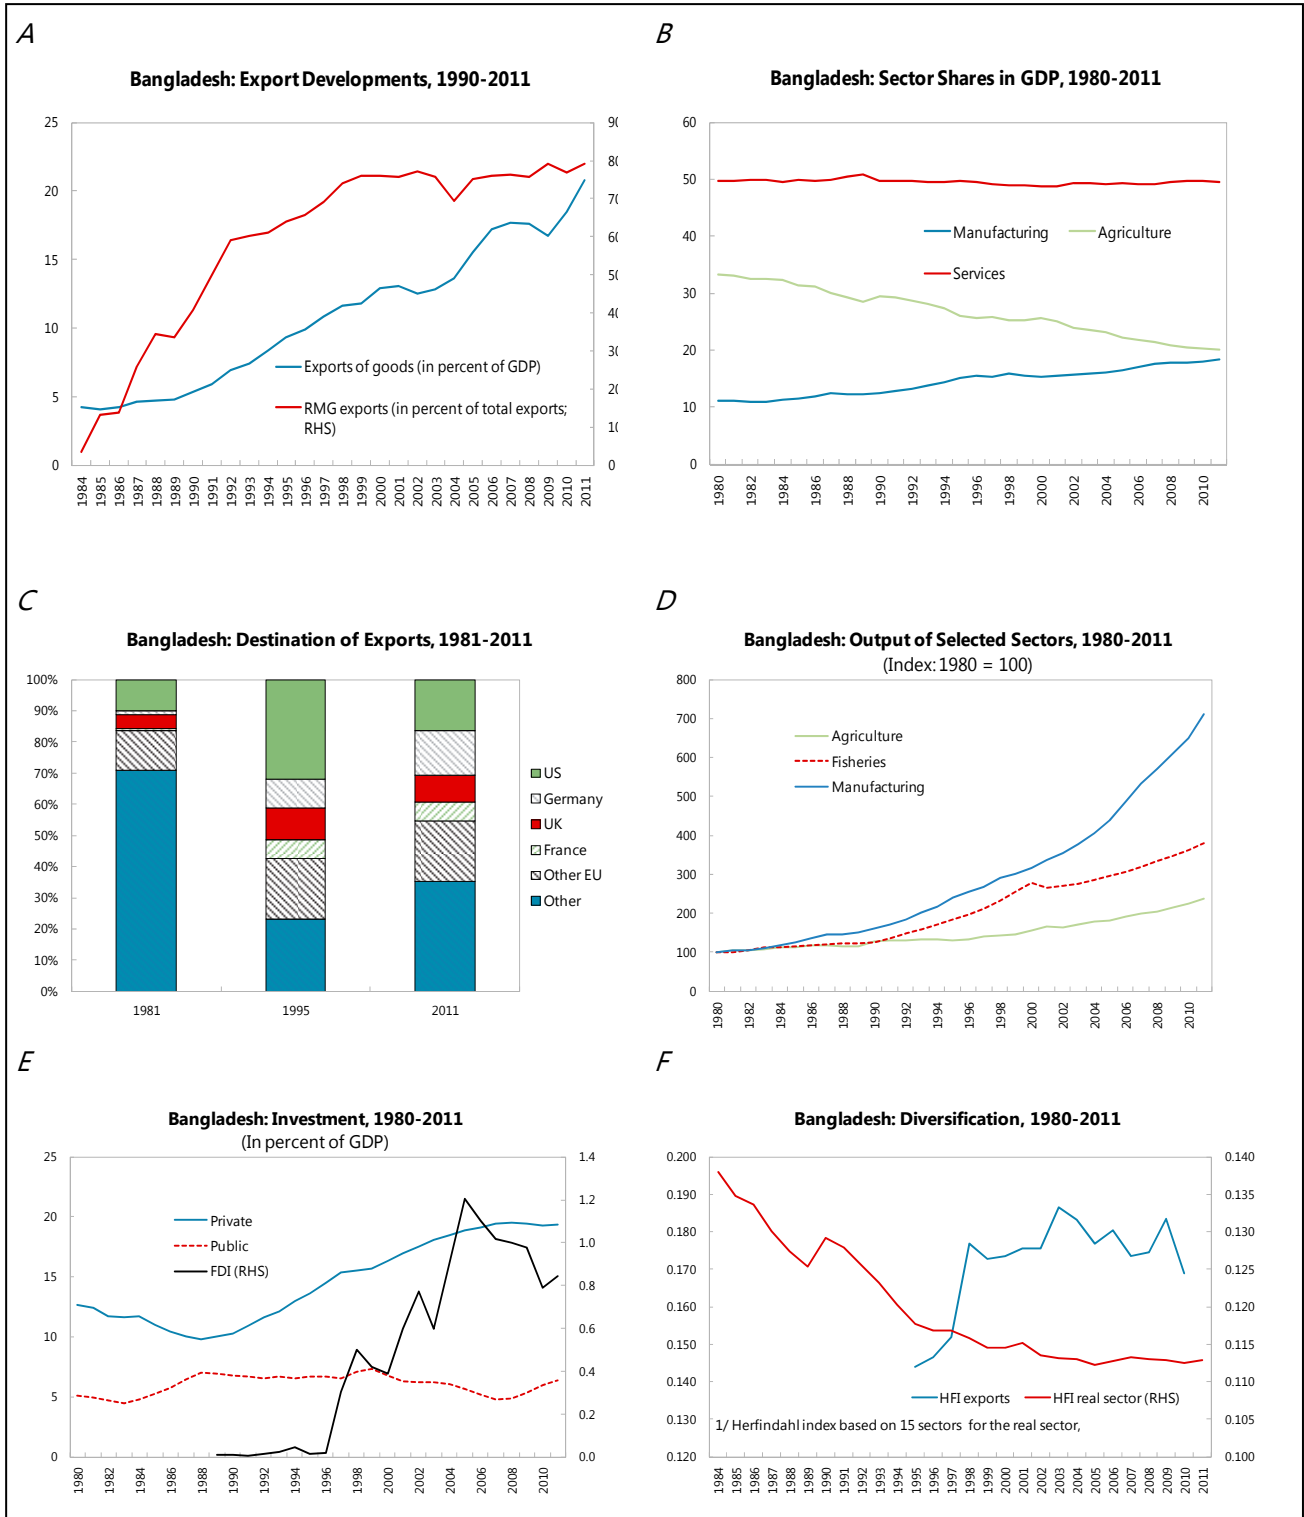 A
Bangladesh: Export Developments, 1990-2011
25
20
15
10
5
0
90
80
70
60
50
40
30
20
10
0
Exports of goods (in percent of GDP)
RMG exports (in percent of total exports;
RHS)
1984 1985 1986 1987 1988 1989 1990 1991 1992 1993 1994 1995 1996 1997 1998 1999 2000 2001 2002 2003 2004 2005 2006 2007 2008 2009 2010 2011
B
Bangladesh: Sector Shares in GDP, 1980-2011
60
50
40
30
20
10
0
Manufacturing Agriculture
Services
1980 1982 1984 1986 1988 1990 1992 1994 1996 1998 2000 2002 2004 2006 2008 2010
C
Bangladesh: Destination of Exports, 1981-2011
100%
90%
80%
70%
60%
50%
40%
30%
20%
10%
0%
US
Germany
UK
France
Other EU
Other
1981 1995 2011
D
Bangladesh: Output of Selected Sectors, 1980-2011
(Index: 1980 = 100)
800
700
600
500
400
300
200
100
0
Agriculture
Fisheries
Manufacturing
1980 1982 1984 1986 1988 1990 1992 1994 1996 1998 2000 2002 2004 2006 2008 2010
E
Bangladesh: Investment, 1980-2011
(In percent of GDP)
25
20
15
10
5
0
1.4
1.2
1.0
0.8
0.6
0.4
0.2
0.0
Private
Public
FDI (RHS)
1980 1982 1984 1986 1988 1990 1992 1994 1996 1998 2000 2002 2004 2006 2008 2010
F
Bangladesh: Diversification, 1980-2011
0.200
0.190
0.180
0.170
0.160
0.150
0.140
0.130
0.120
0.140
0.135
0.130
0.125
0.120
0.115
0.110
0.105
0.100
HFI exports HFI real sector (RHS)
1/ Herfindahl index based on 15 sectors for the real sector,
1984 1985 1986 1987 1988 1989 1990 1991 1992 1993 1994 1995 1996 1997 1998 1999 2000 2001 2002 2003 2004 2005 2006 2007 2008 2009 2010 2011